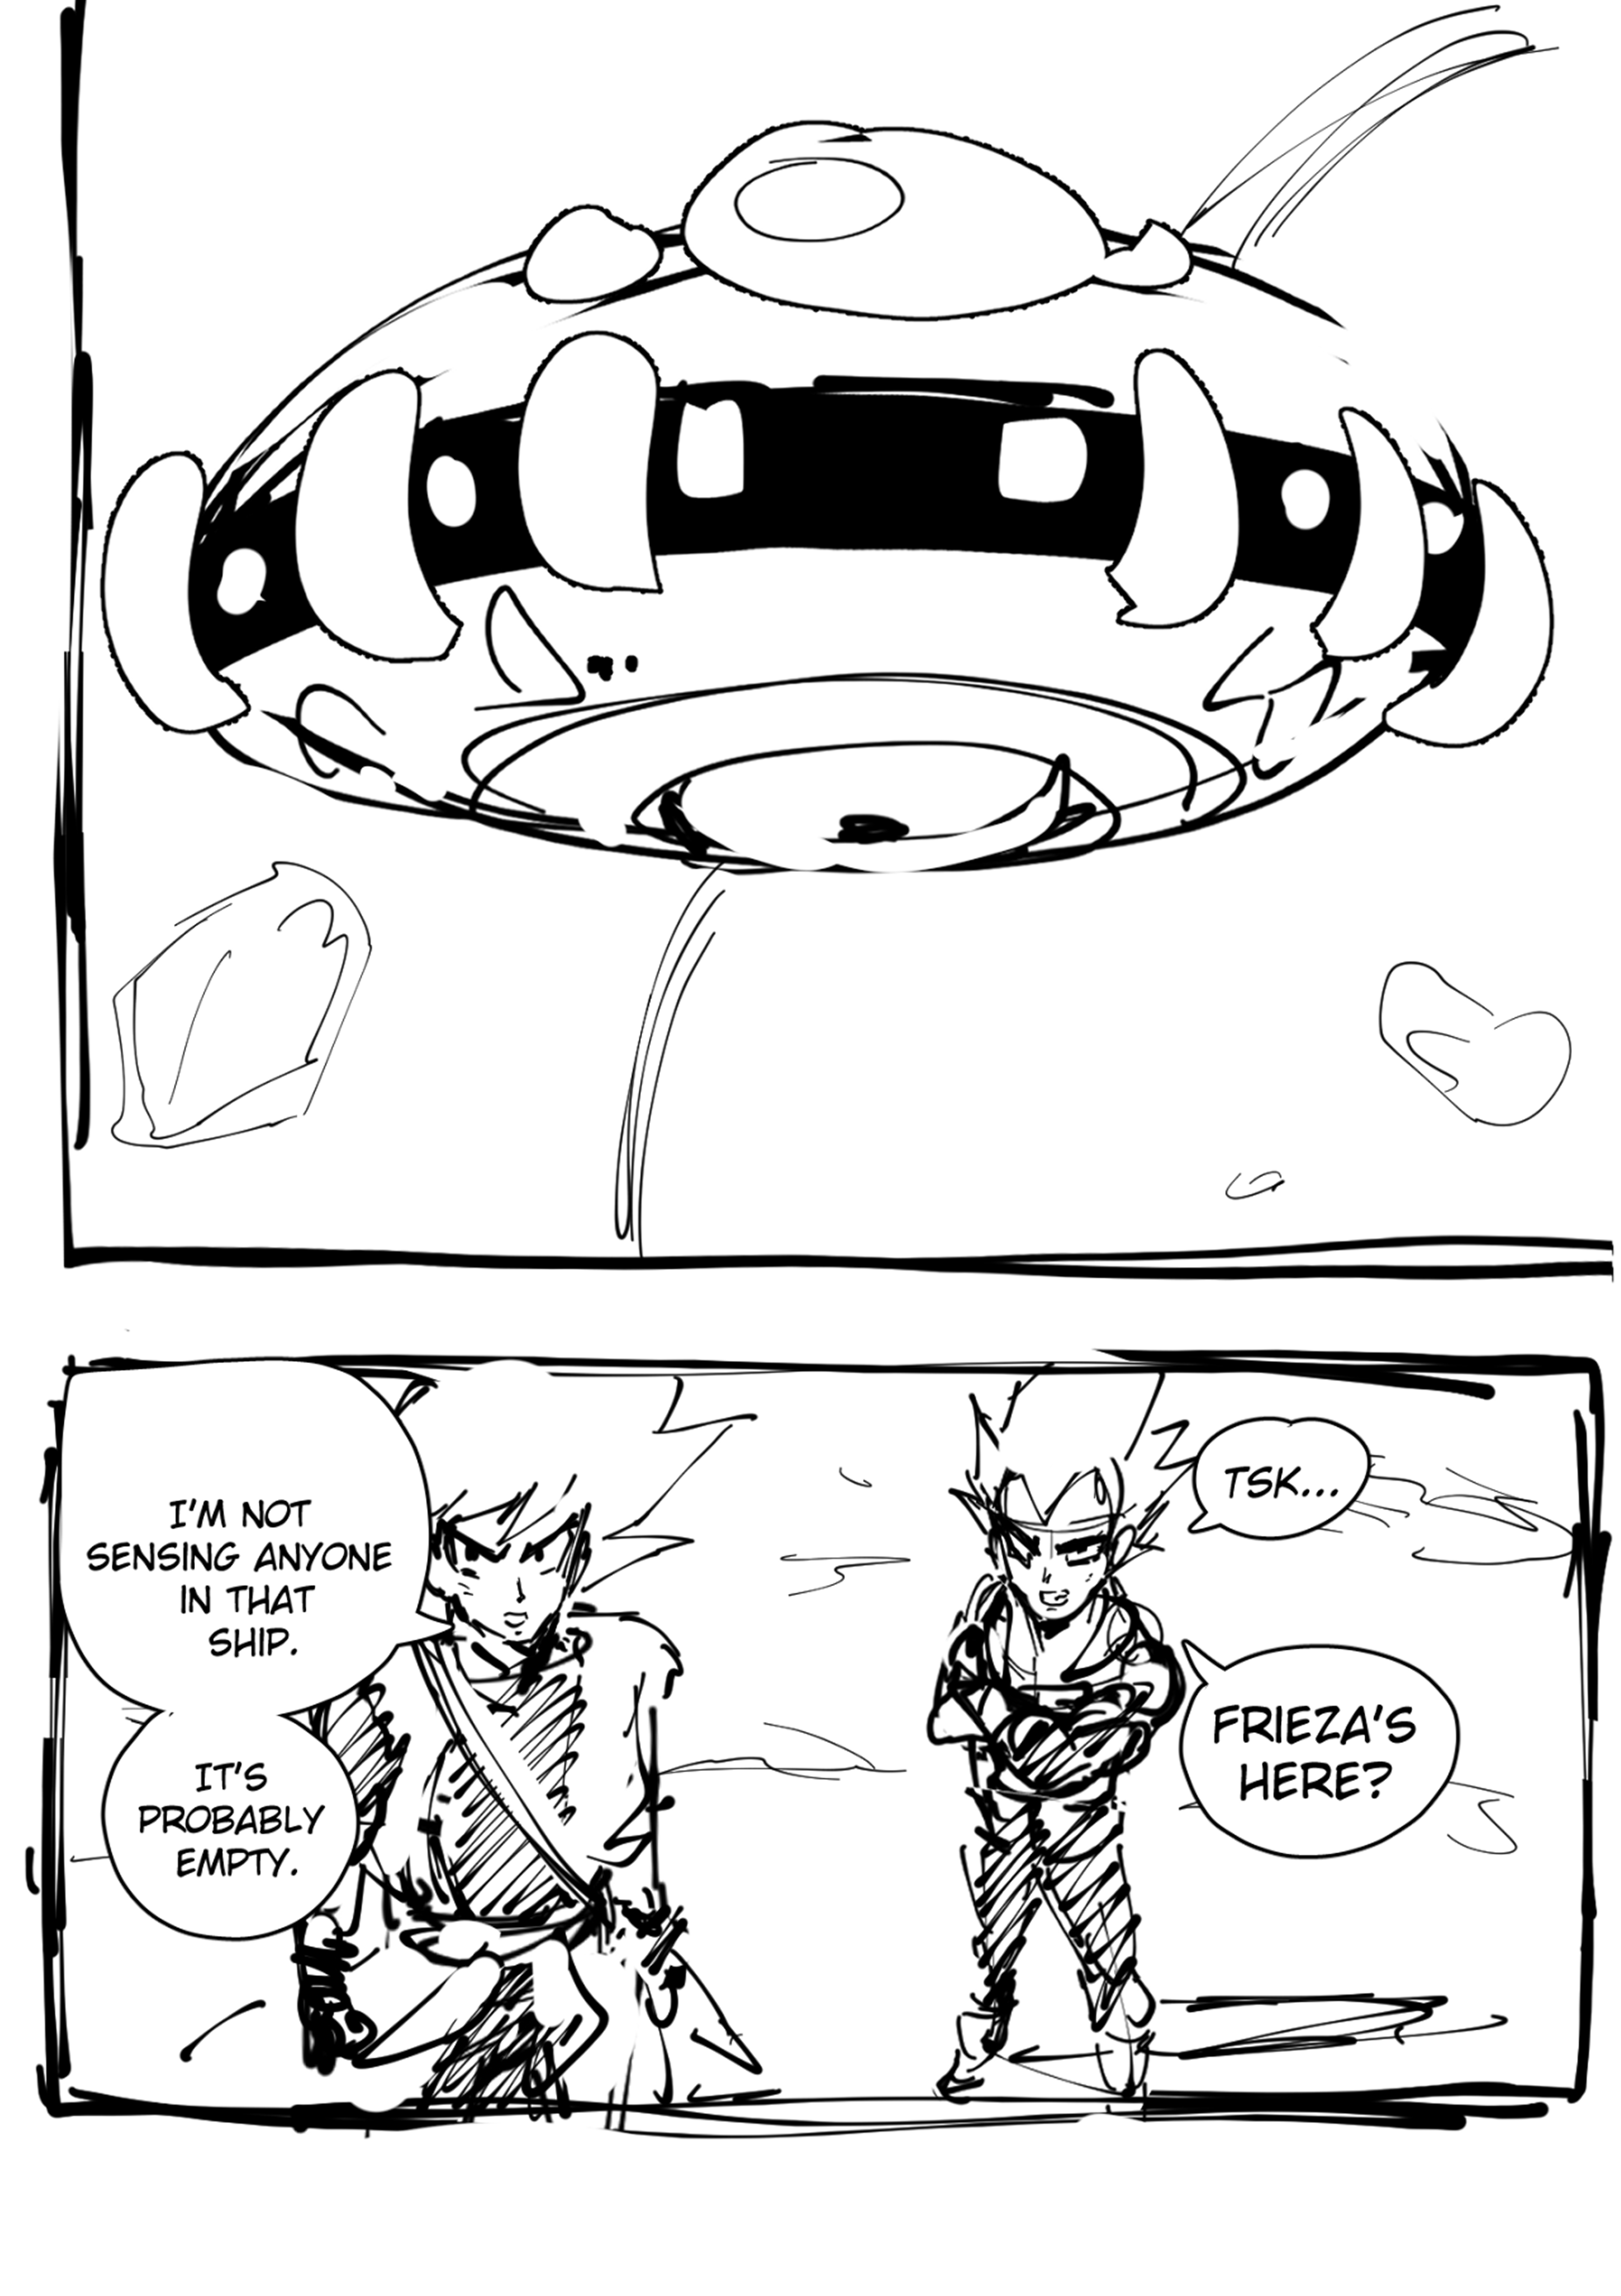 TSK...
FRIEZA'S
HERE?
I'M NOT
SENSING ANYONE
IN THAT
SHIP.
IT'S
PROBABLY
EMPTY.